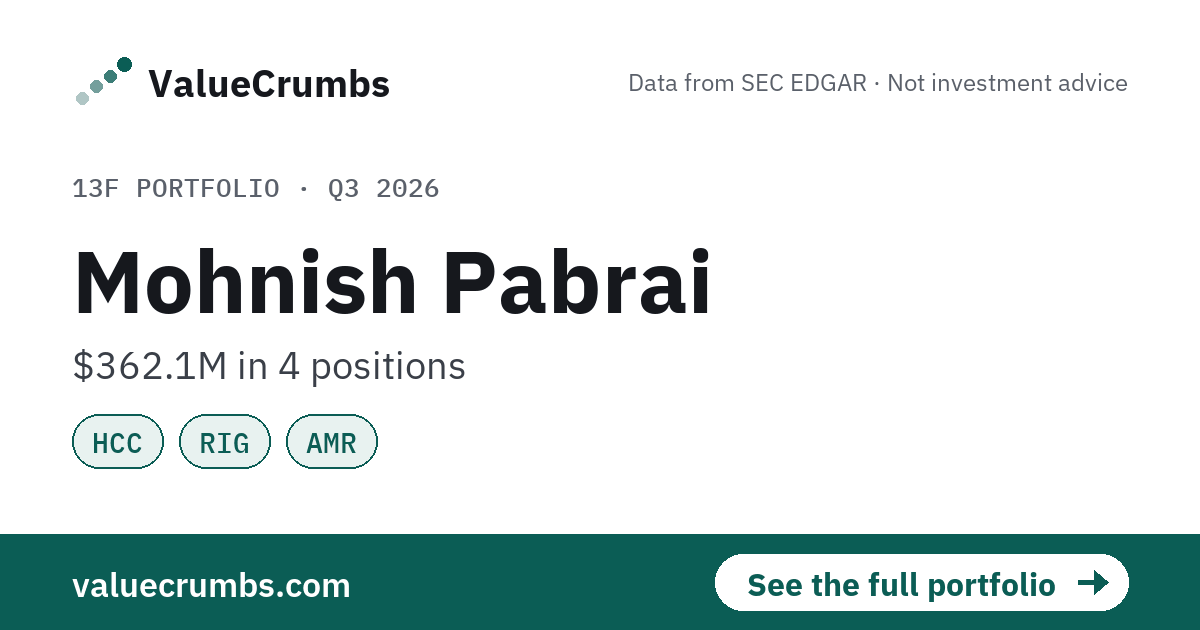 ValueCrumbs
Data from SEC EDGAR · Not investment advice
13F PORTFOLIO · Q3 2026
Mohnish Pabrai
$362.1M in 4 positions
HCC RIG AMR
valuecrumbs.com
See the full portfolio →